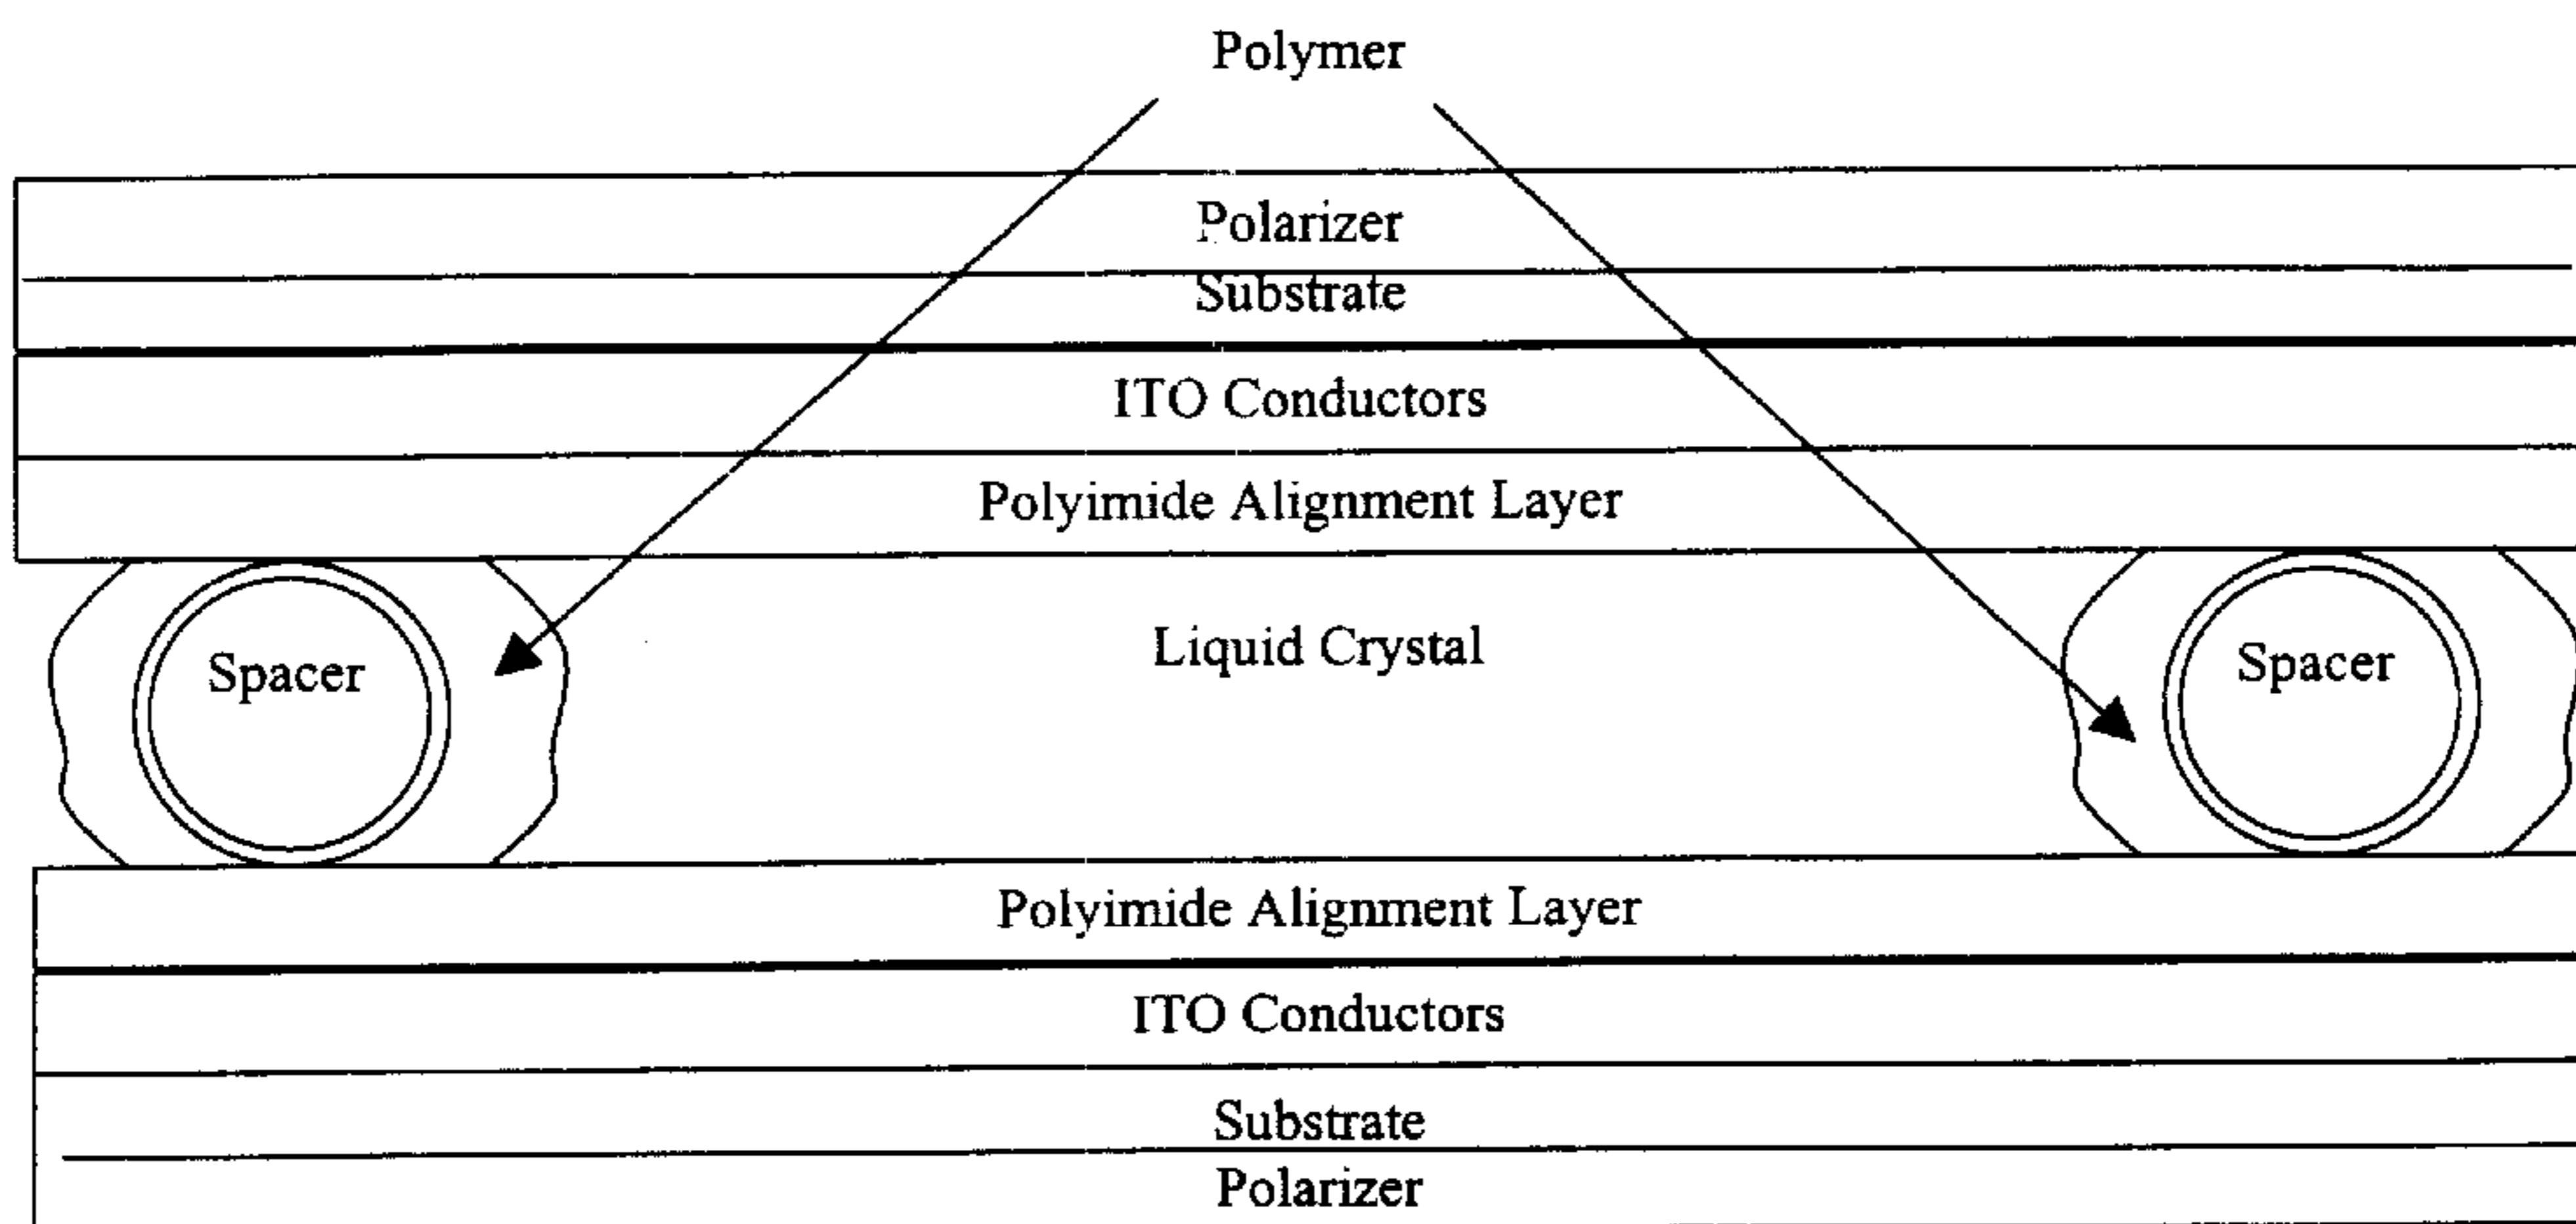 Polymer
Polarizer
Substrate
ITO Conductors
Polyimide Alignment Layer
Liquid Crystal
Spacer
Spacer
Polyimide Alignment Layer
ITO Conductors
Substrate
Polarizer